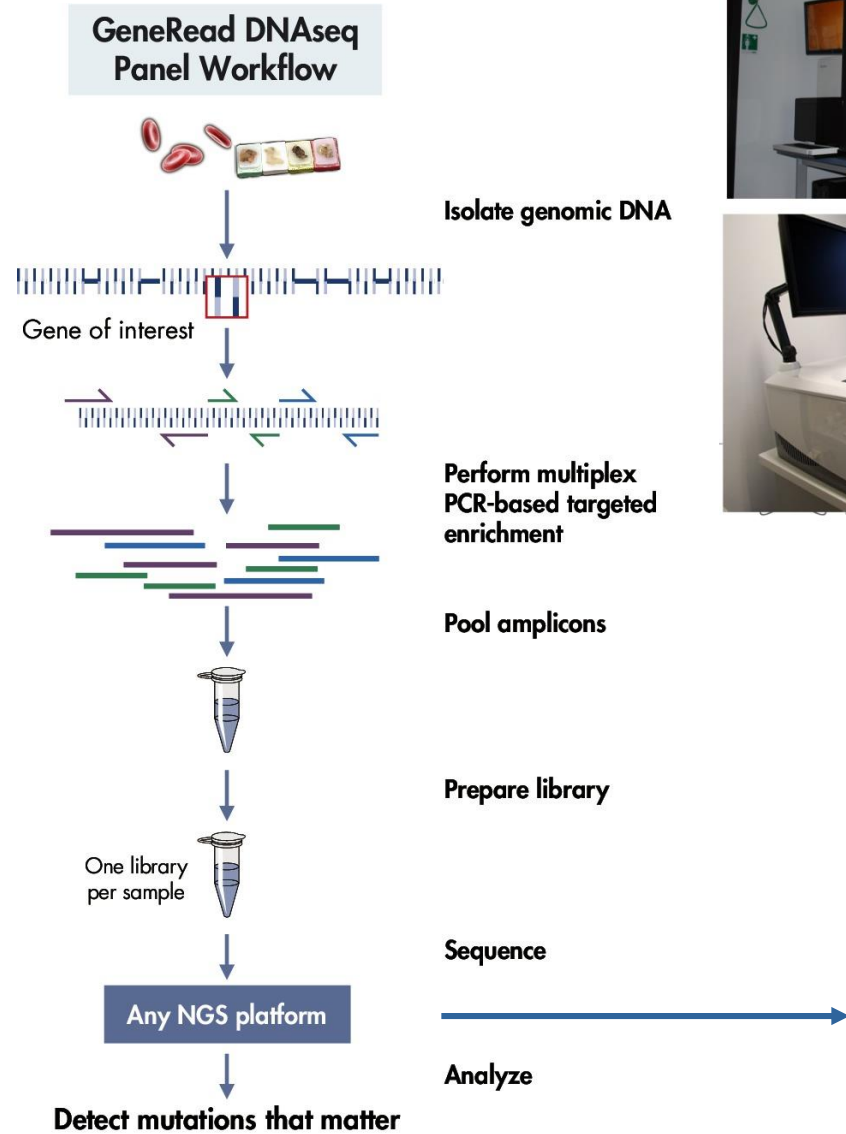 GeneRead DNAseq
Panel Workflow
Isolate genomic DNA
Gene of interest
Perform multiplex
PCR-based targeted
enrichment
Pool amplicons
Prepare library
One library
per sample
Sequence
Any NGS platform
Analyze
Detect mutations that matter